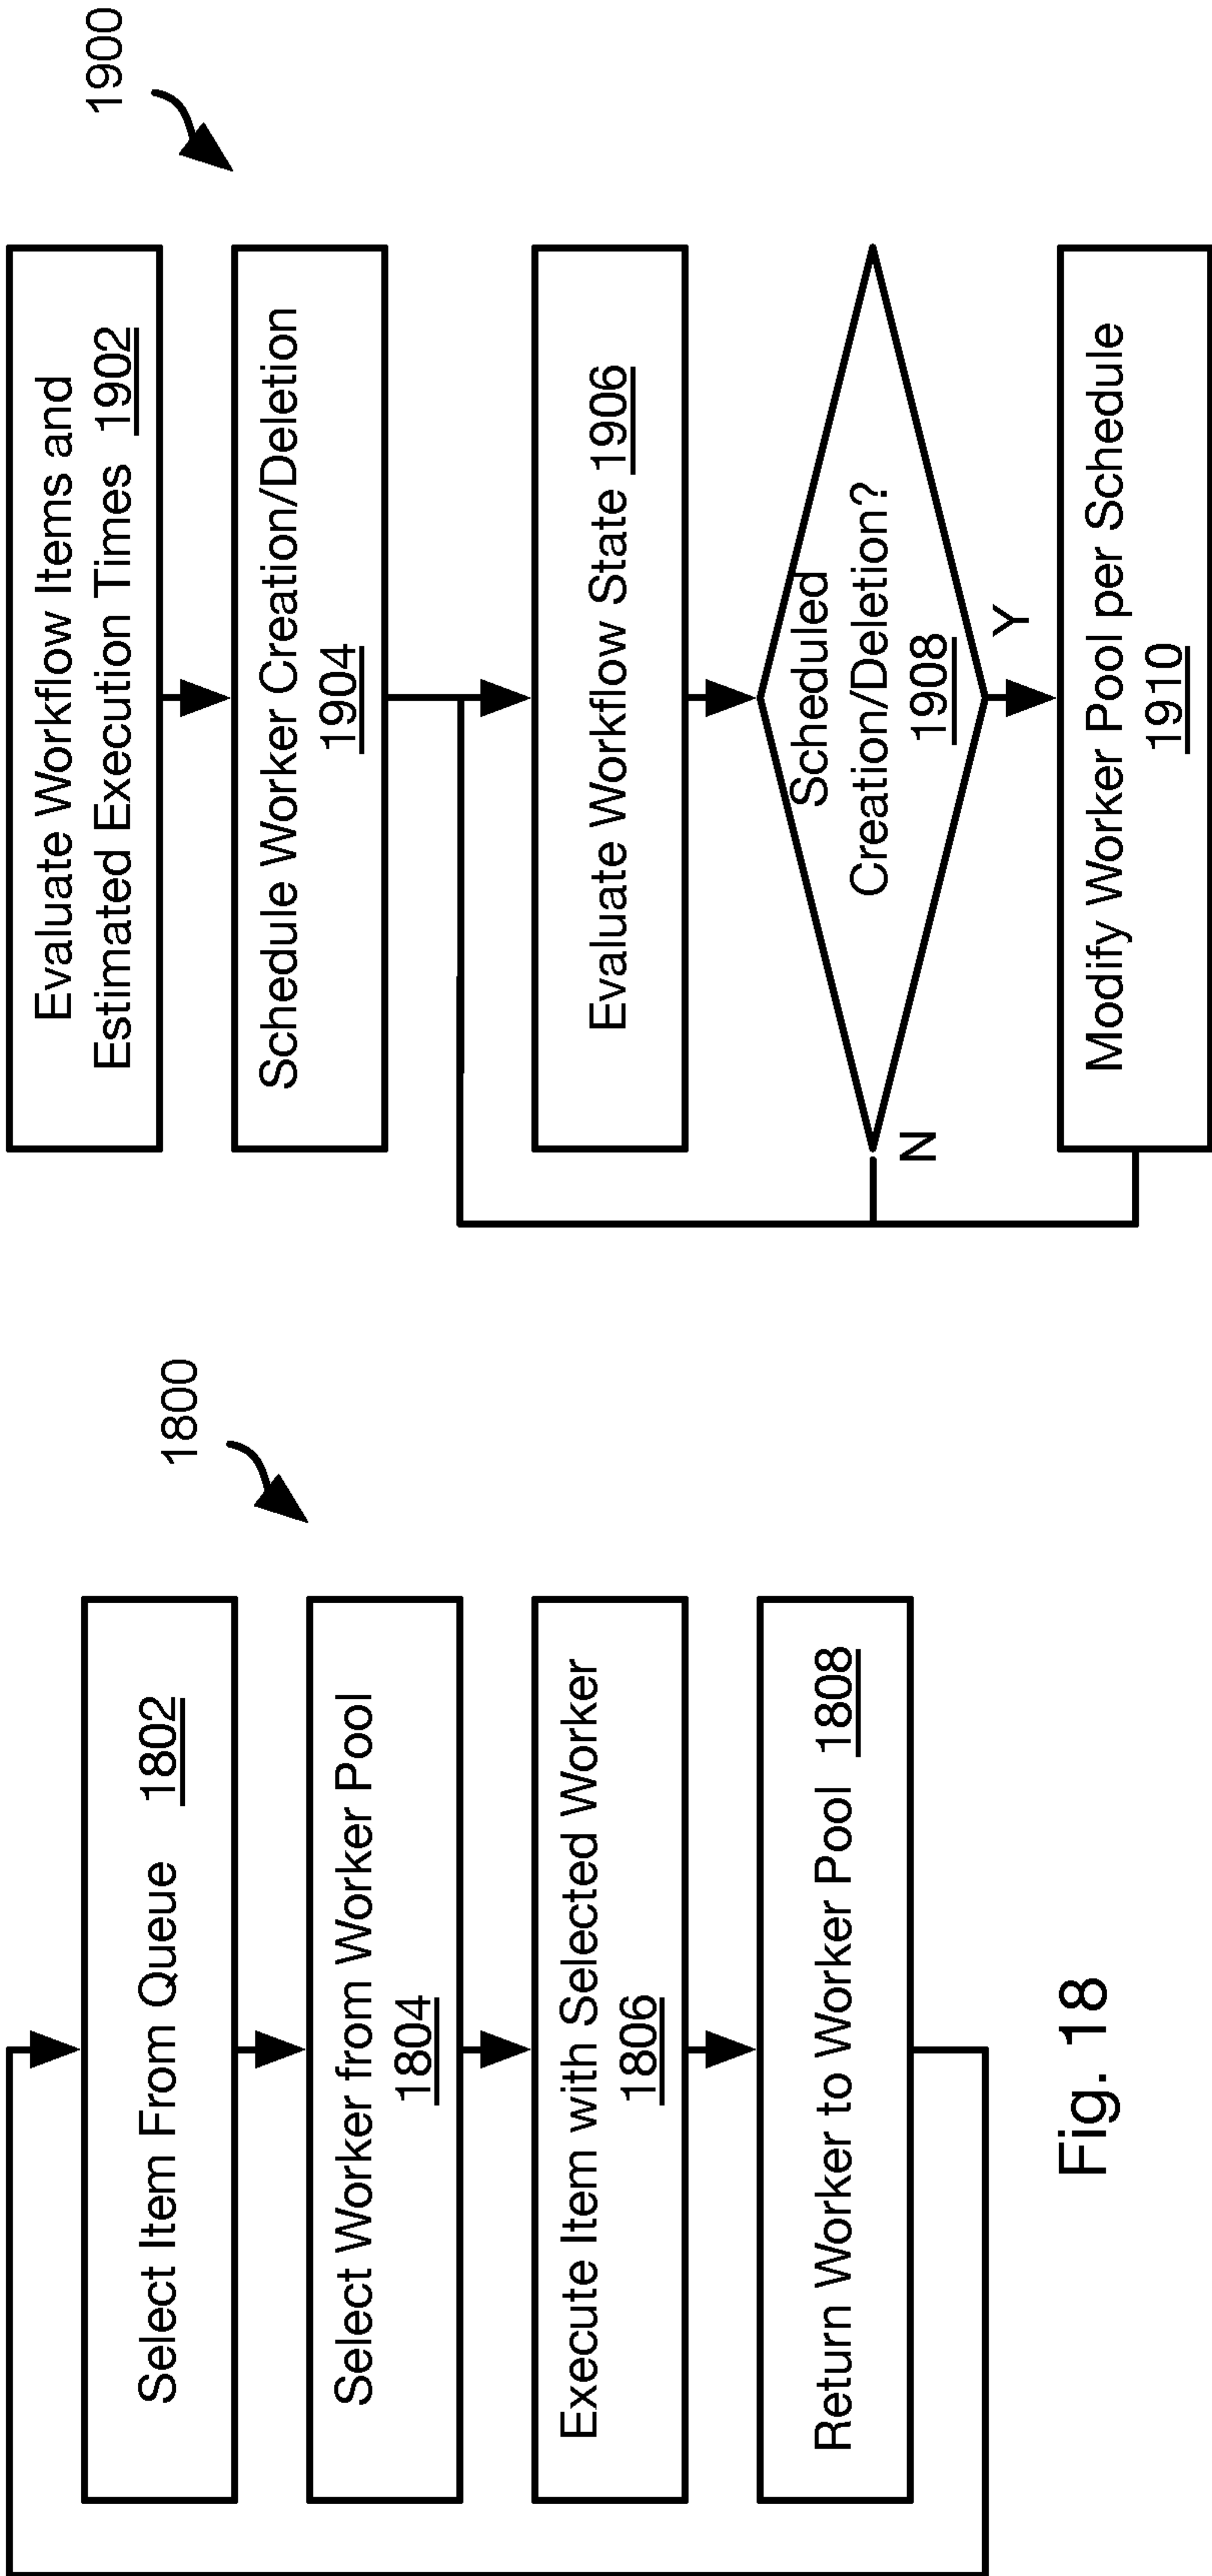 1800
Select Item From Queue 1802
Select Worker from Worker Pool
1804
Execute Item with Selected Worker
1806
Return Worker to Worker Pool 1808
Fig. 18
1900
Evaluate Workflow Items and
Estimated Execution Times 1902
Schedule Worker Creation/Deletion
1904
Evaluate Workflow State 1906
Scheduled
Creation/Deletion?
1908
N
Y
Modify Worker Pool per Schedule
1910